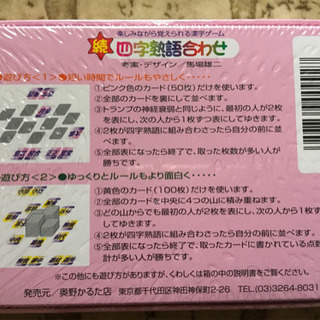 楽しみながら覚えられる漢字ゲーム
続 四字熟語合わせ
考案・デザイン/馬場雄二
遊び方<1>●短い時間でルールもやさしく・・・・・
①ピンク色のカード(50枚)だけを使います。
②全部のカードを裏にして並べます。
③トランプの神経衰弱と同じように、最初の人が2枚
を表にし、次の人から1枚ずつ表にしてゆきます。
④2枚が四字熟語に組み合わさったら自分の前に並
べます。
⑤全部表になったら終了で、取った枚数が多い人が
勝ちです。
遊び方<2>●ゆっくりとルールもより面白く・・・・・
①黄色のカード(100枚)だけを使います。
②全部のカードを中央に4つの山に積み重ねます。
③どの山からでも最初の人が2枚を表にし、次の人から1
てゆきます。
④2枚が四字熟語に組み合わさったら自分の前に並べま
⑤全部表になったら終了で、取ったカードに書かれている点数
計が多い人が勝ちです。
※この他にも遊び方がありますが、くわしくは箱の中の説明書をご覧くださ
発売元/奥野かるた店 東京都千代田区神田神保町2-26 電話03(3264)8031